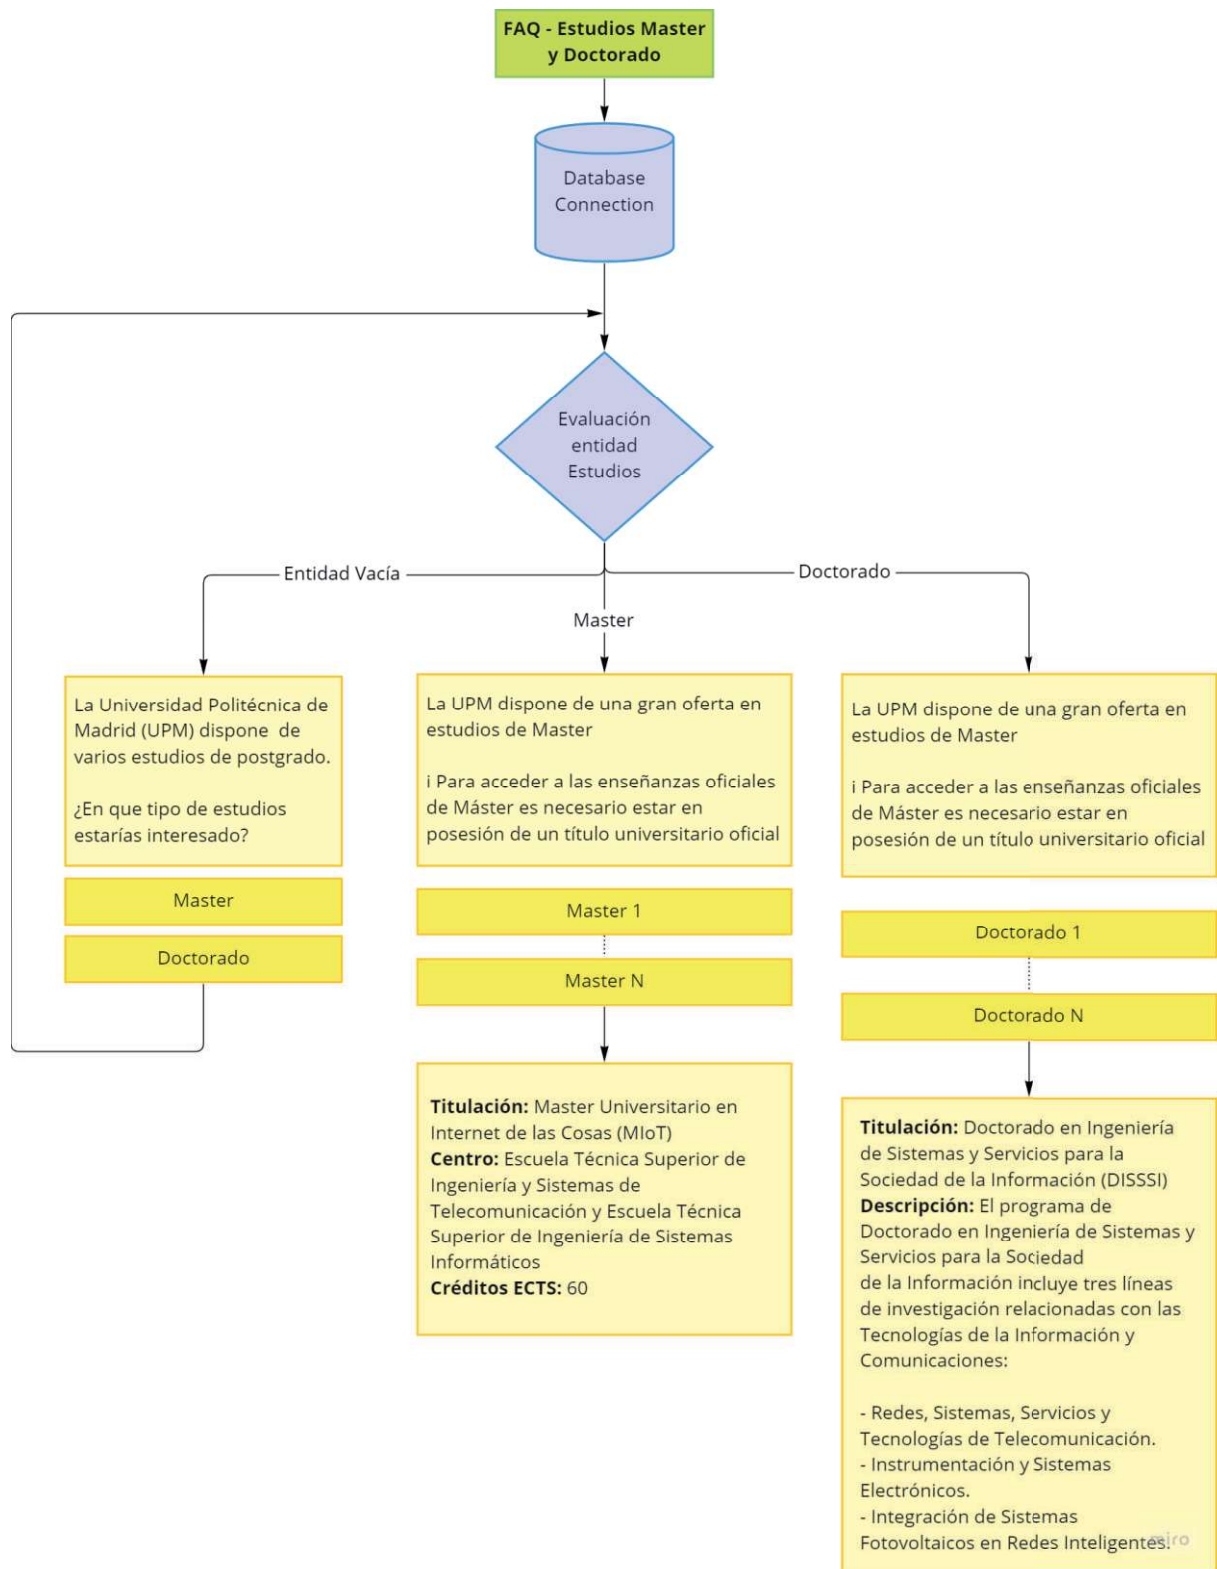 FAQ - Estudios Master
y Doctorado
Database
Connection
Evaluación
entidad
Estudios
Entidad Vacía
Master
Doctorado
La Universidad Politécnica de
Madrid (UPM) dispone de
varios estudios de postgrado.
¿En que tipo de estudios
estarías interesado?
Master
Doctorado
La UPM dispone de una gran oferta en
estudios de Master
i Para acceder a las enseñanzas oficiales
de Máster es necesario estar en
posesión de un título universitario oficial
Master 1
Master N
Titulación: Master Universitario en
Internet de las Cosas (MIoT)
Centro: Escuela Técnica Superior de
Ingeniería y Sistemas de
Telecomunicación y Escuela Técnica
Superior de Ingeniería de Sistemas
Informáticos
Créditos ECTS: 60
La UPM dispone de una gran oferta en
estudios de Master
i Para acceder a las enseñanzas oficiales
de Máster es necesario estar en
posesión de un título universitario oficial
Doctorado 1
Doctorado N
Titulación: Doctorado en Ingeniería
de Sistemas y Servicios para la
Sociedad de la Información (DISSSI)
Descripción: El programa de
Doctorado en Ingeniería de Sistemas y
Servicios para la Sociedad
de la Información incluye tres líneas
de investigación relacionadas con las
Tecnologías de la Información y
Comunicaciones:
- Redes, Sistemas, Servicios y
Tecnologías de Telecomunicación.
- Instrumentación y Sistemas
Electrónicos.
- Integración de Sistemas
Fotovoltaicos en Redes Inteligentes.
miro